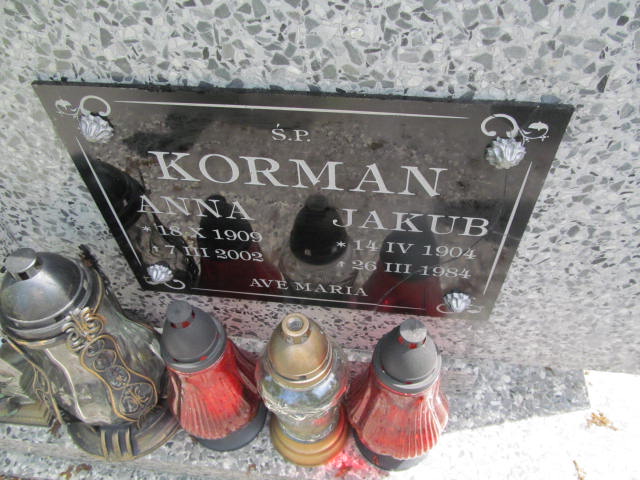 Ś.P.
KORMAN
ANNA JAKUB
* 18 X 1909 * 14 IV 1904
† 7 III 2002 † 26 III 1984
AVE MARIA